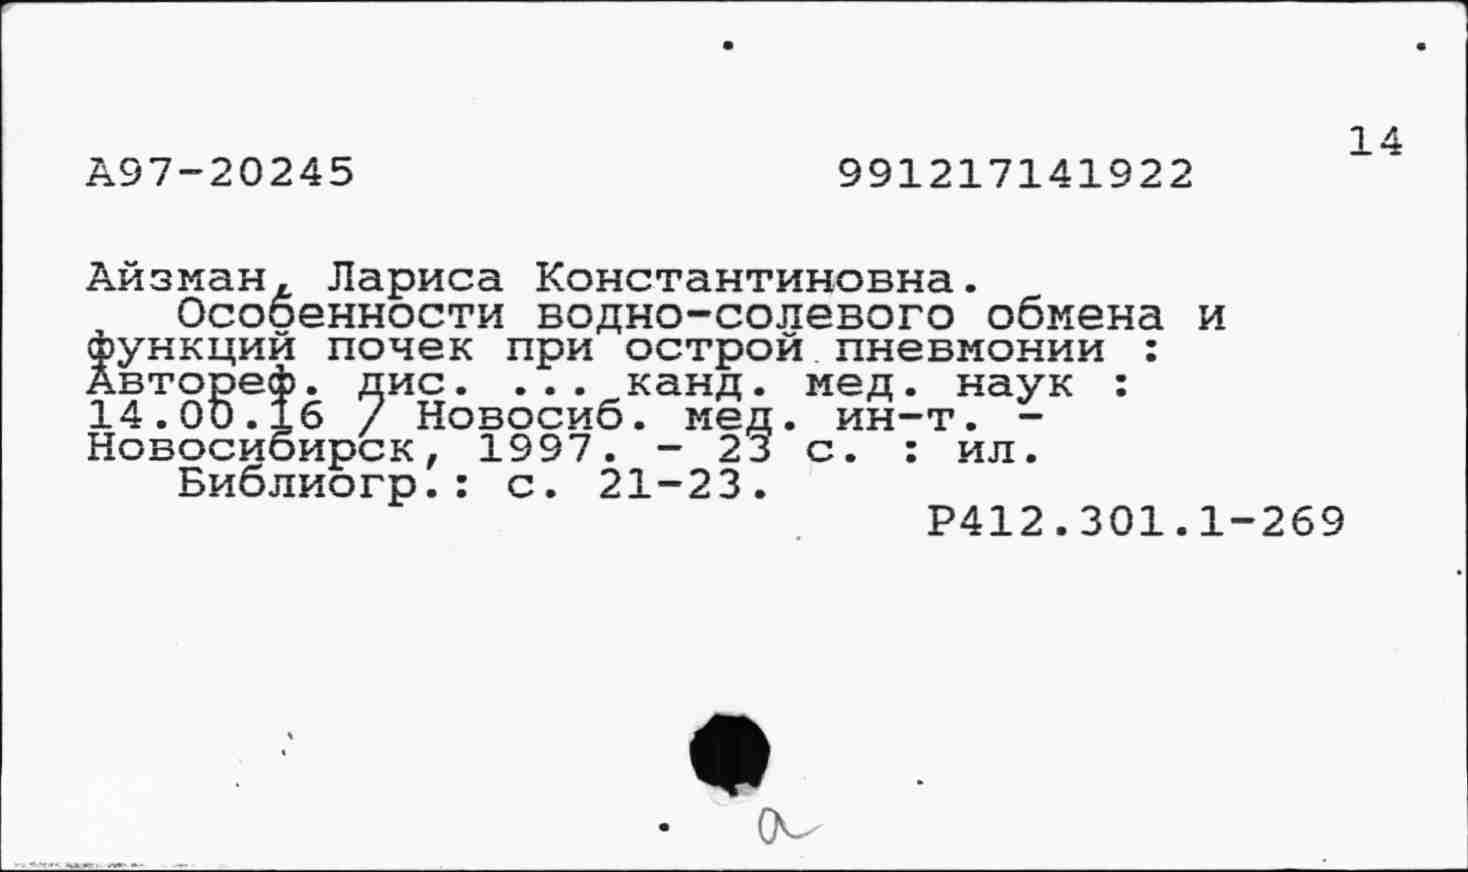 14
А97-20245 991217141922
Айзман, Лариса Константиновна.
Особенности водно-солевого обмена и
функций почек при острой пневмонии :
Автореф. дис. ... канд. мед. наук :
14.00.16 / Новосиб. мед. ин-т. -
Новосибирск, 1997. - 23 с. : ил.
Библиогр.: с. 21-23.
Р412.301.1-269
а